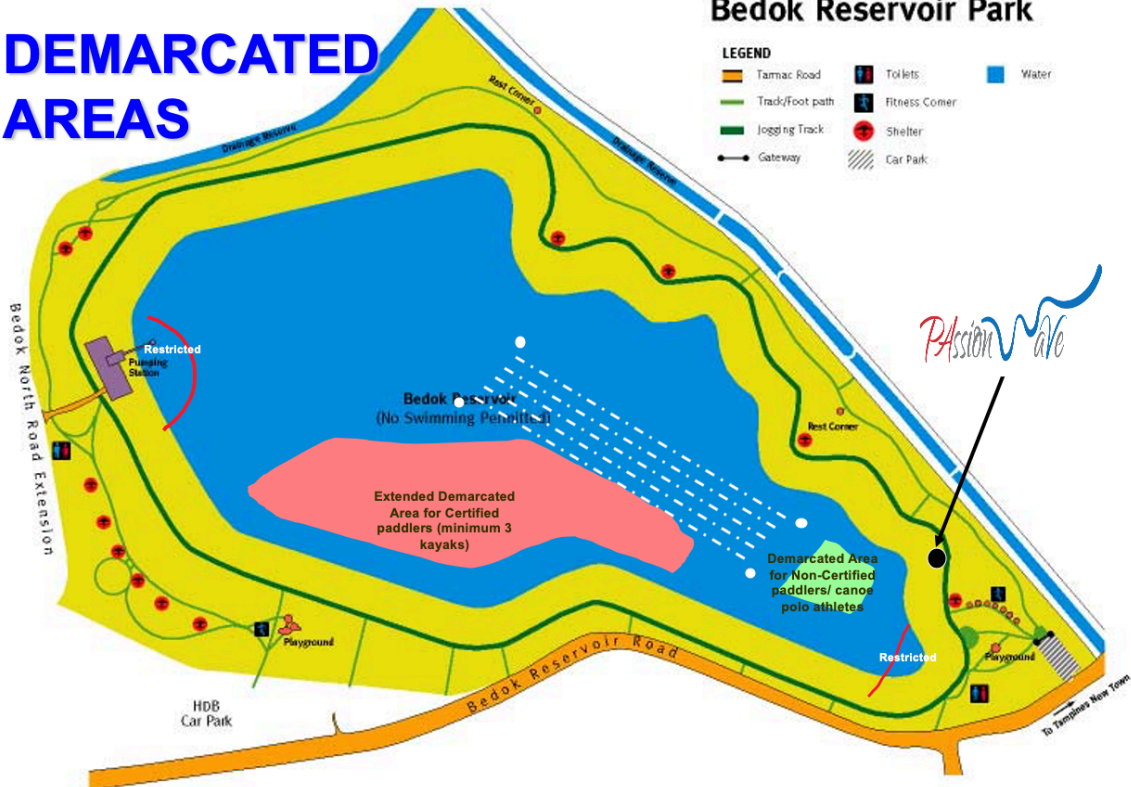 DEMARCATED
AREAS
Bedok Reservoir Park
LEGEND
Tarmac Road
Track/Foot path
Jogging Track
Gateway
Toilets
Fitness Corner
Shelter
Car Park
Water
Rest Corner
Drainage Reserve
Drainage Reserve
PAssion WaVe
Bedok North Road Extension
Restricted
Pumping
Station
Bedok Reservoir
(No Swimming Permitted)
Rest Corner
Extended Demarcated
Area for Certified
paddlers (minimum 3
kayaks)
Demarcated Area
for Non-Certified
paddlers/ canoe
polo athletes
Restricted
Playground
Playground
Bedok Reservoir Road
HDB
Car Park
To Tampines New Town